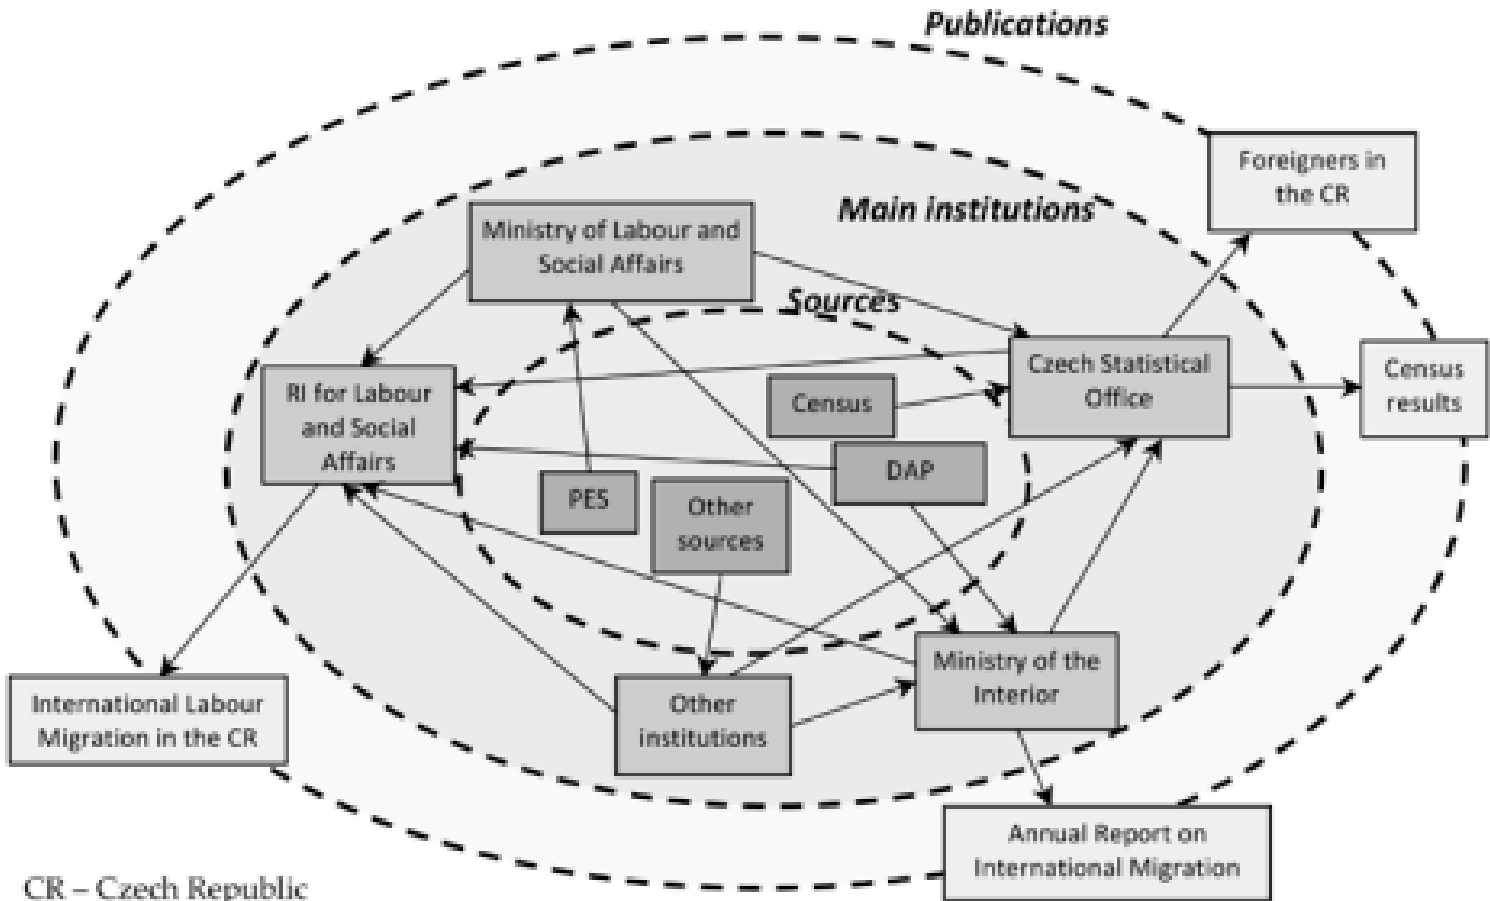 Publications
Foreigners in
the CR
Main institutions
Ministry of Labour and
Social Affairs
Sources
Czech Statistical
Office
Census
results
RI for Labour
and Social
Affairs
Census
DAP
PES
Other
sources
Ministry of the
Interior
Other
institutions
International Labour
Migration in the CR
Annual Report on
International Migration
CR – Czech Republic